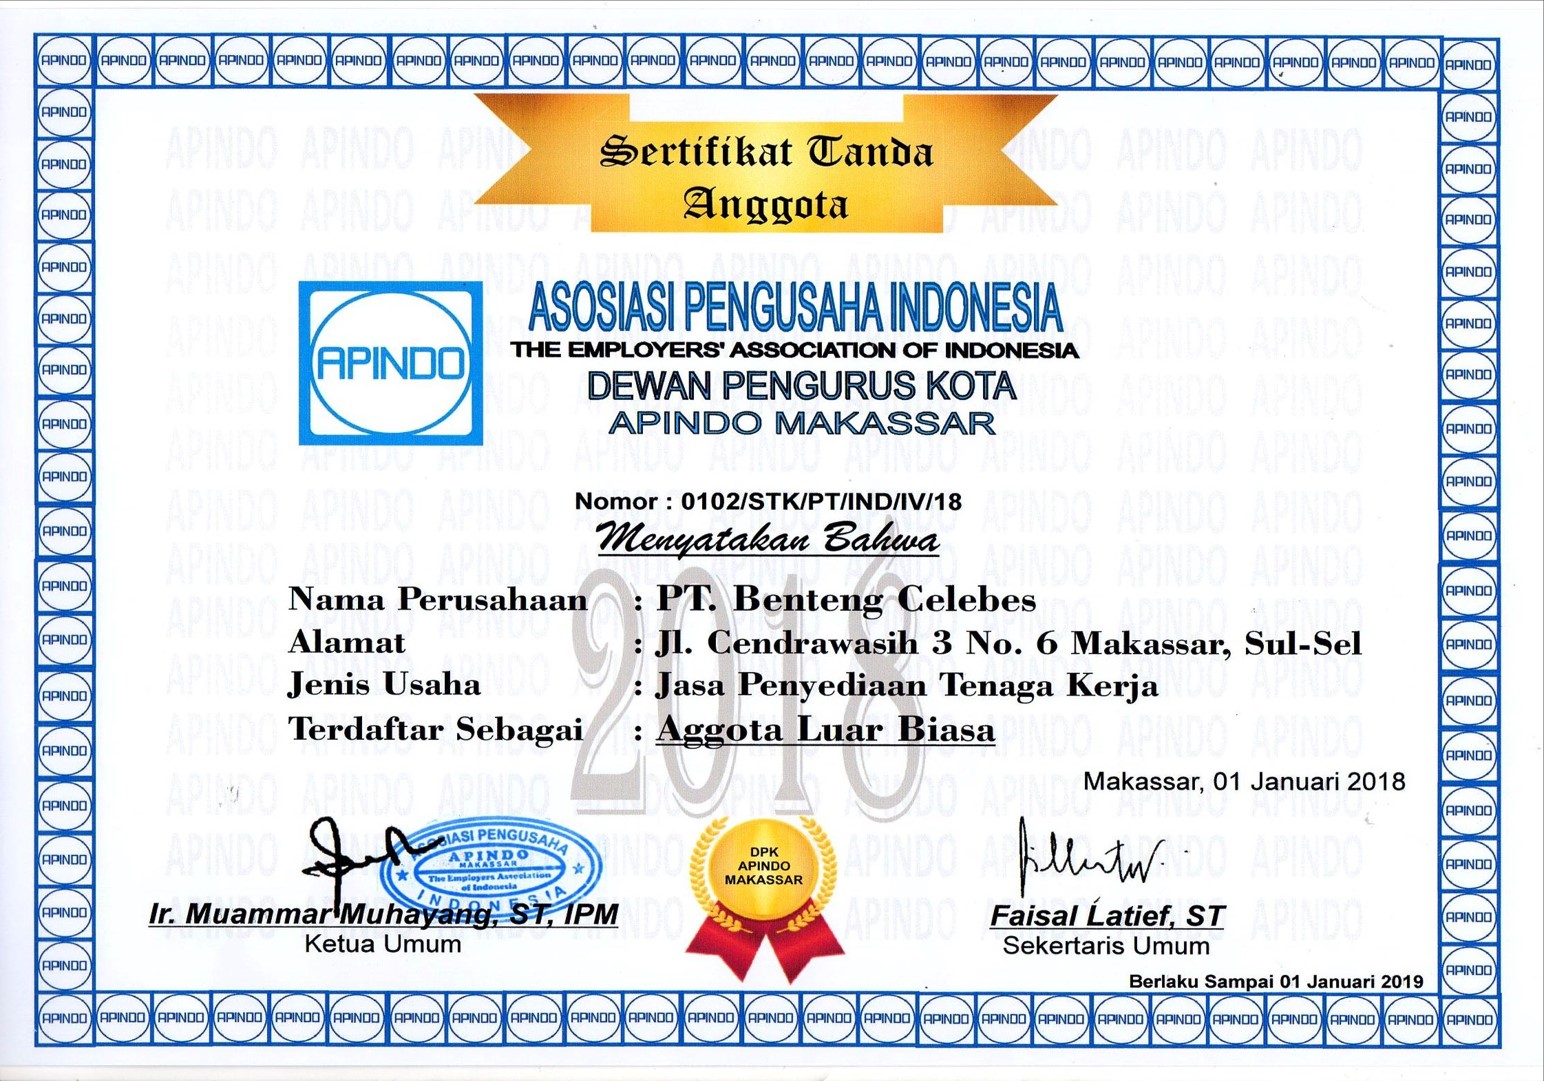 Sertifikat Tanda
Anggota
APINDO
ASOSIASI PENGUSAHA INDONESIA
THE EMPLOYERS' ASSOCIATION OF INDONESIA
DEWAN PENGURUS KOTA
APINDO MAKASSAR
Nomor : 0102/STK/PT/IND/IV/18
Menyatakan Bahwa
2018
Nama Perusahaan : PT. Benteng Celebes
Alamat : Jl. Cendrawasih 3 No. 6 Makassar, Sul-Sel
Jenis Usaha : Jasa Penyediaan Tenaga Kerja
Terdaftar Sebagai : Aggota Luar Biasa
Makassar, 01 Januari 2018
ASOSIASI PENGUSAHA
APINDO
MAKASSAR
The Employers Association
of Indonesia
INDONESIA
DPK
APINDO
MAKASSAR
Ir. Muammar Muhayang, ST, IPM
Ketua Umum
Faisal Latief, ST
Sekertaris Umum
Berlaku Sampai 01 Januari 2019